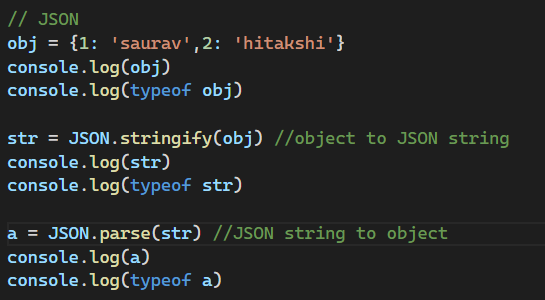 // JSON
obj = {1: 'saurav',2: 'hitakshi'}
console.log(obj)
console.log(typeof obj)
str = JSON.stringify(obj) //object to JSON string
console.log(str)
console.log(typeof str)
a = JSON.parse(str) //JSON string to object
console.log(a)
console.log(typeof a)